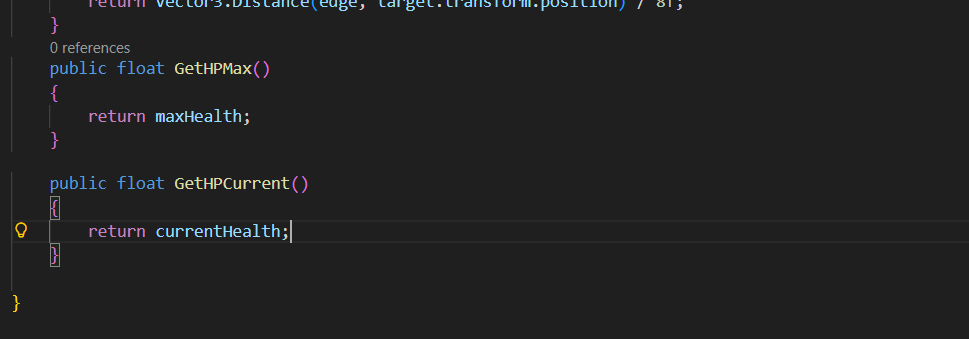 return Vector3.Distance(edge, target.transform.position) / 8f;
}
0 references
public float GetHPMax()
{
return maxHealth;
}
public float GetHPCurrent()
{
return currentHealth;
}
}